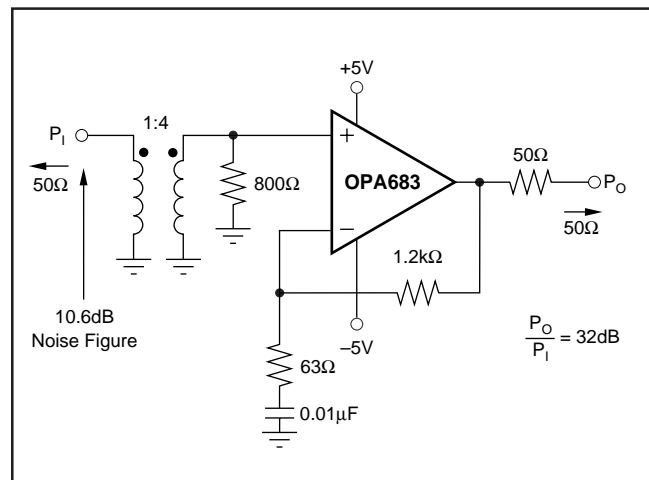 +5V
1:4
P_I
50Ω
800Ω
+
OPA683
−
50Ω
P_O
50Ω
1.2kΩ
−5V
10.6dB
Noise Figure
63Ω
0.01μF
P_O
P_I
= 32dB